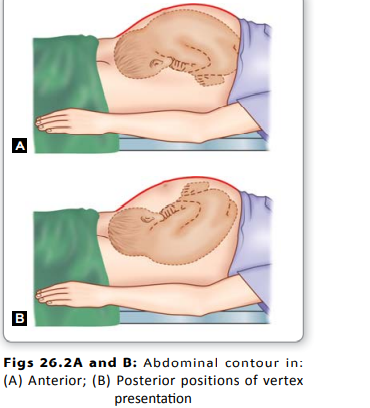 A
B
Figs 26.2A and B: Abdominal contour in:
(A) Anterior; (B) Posterior positions of vertex
presentation